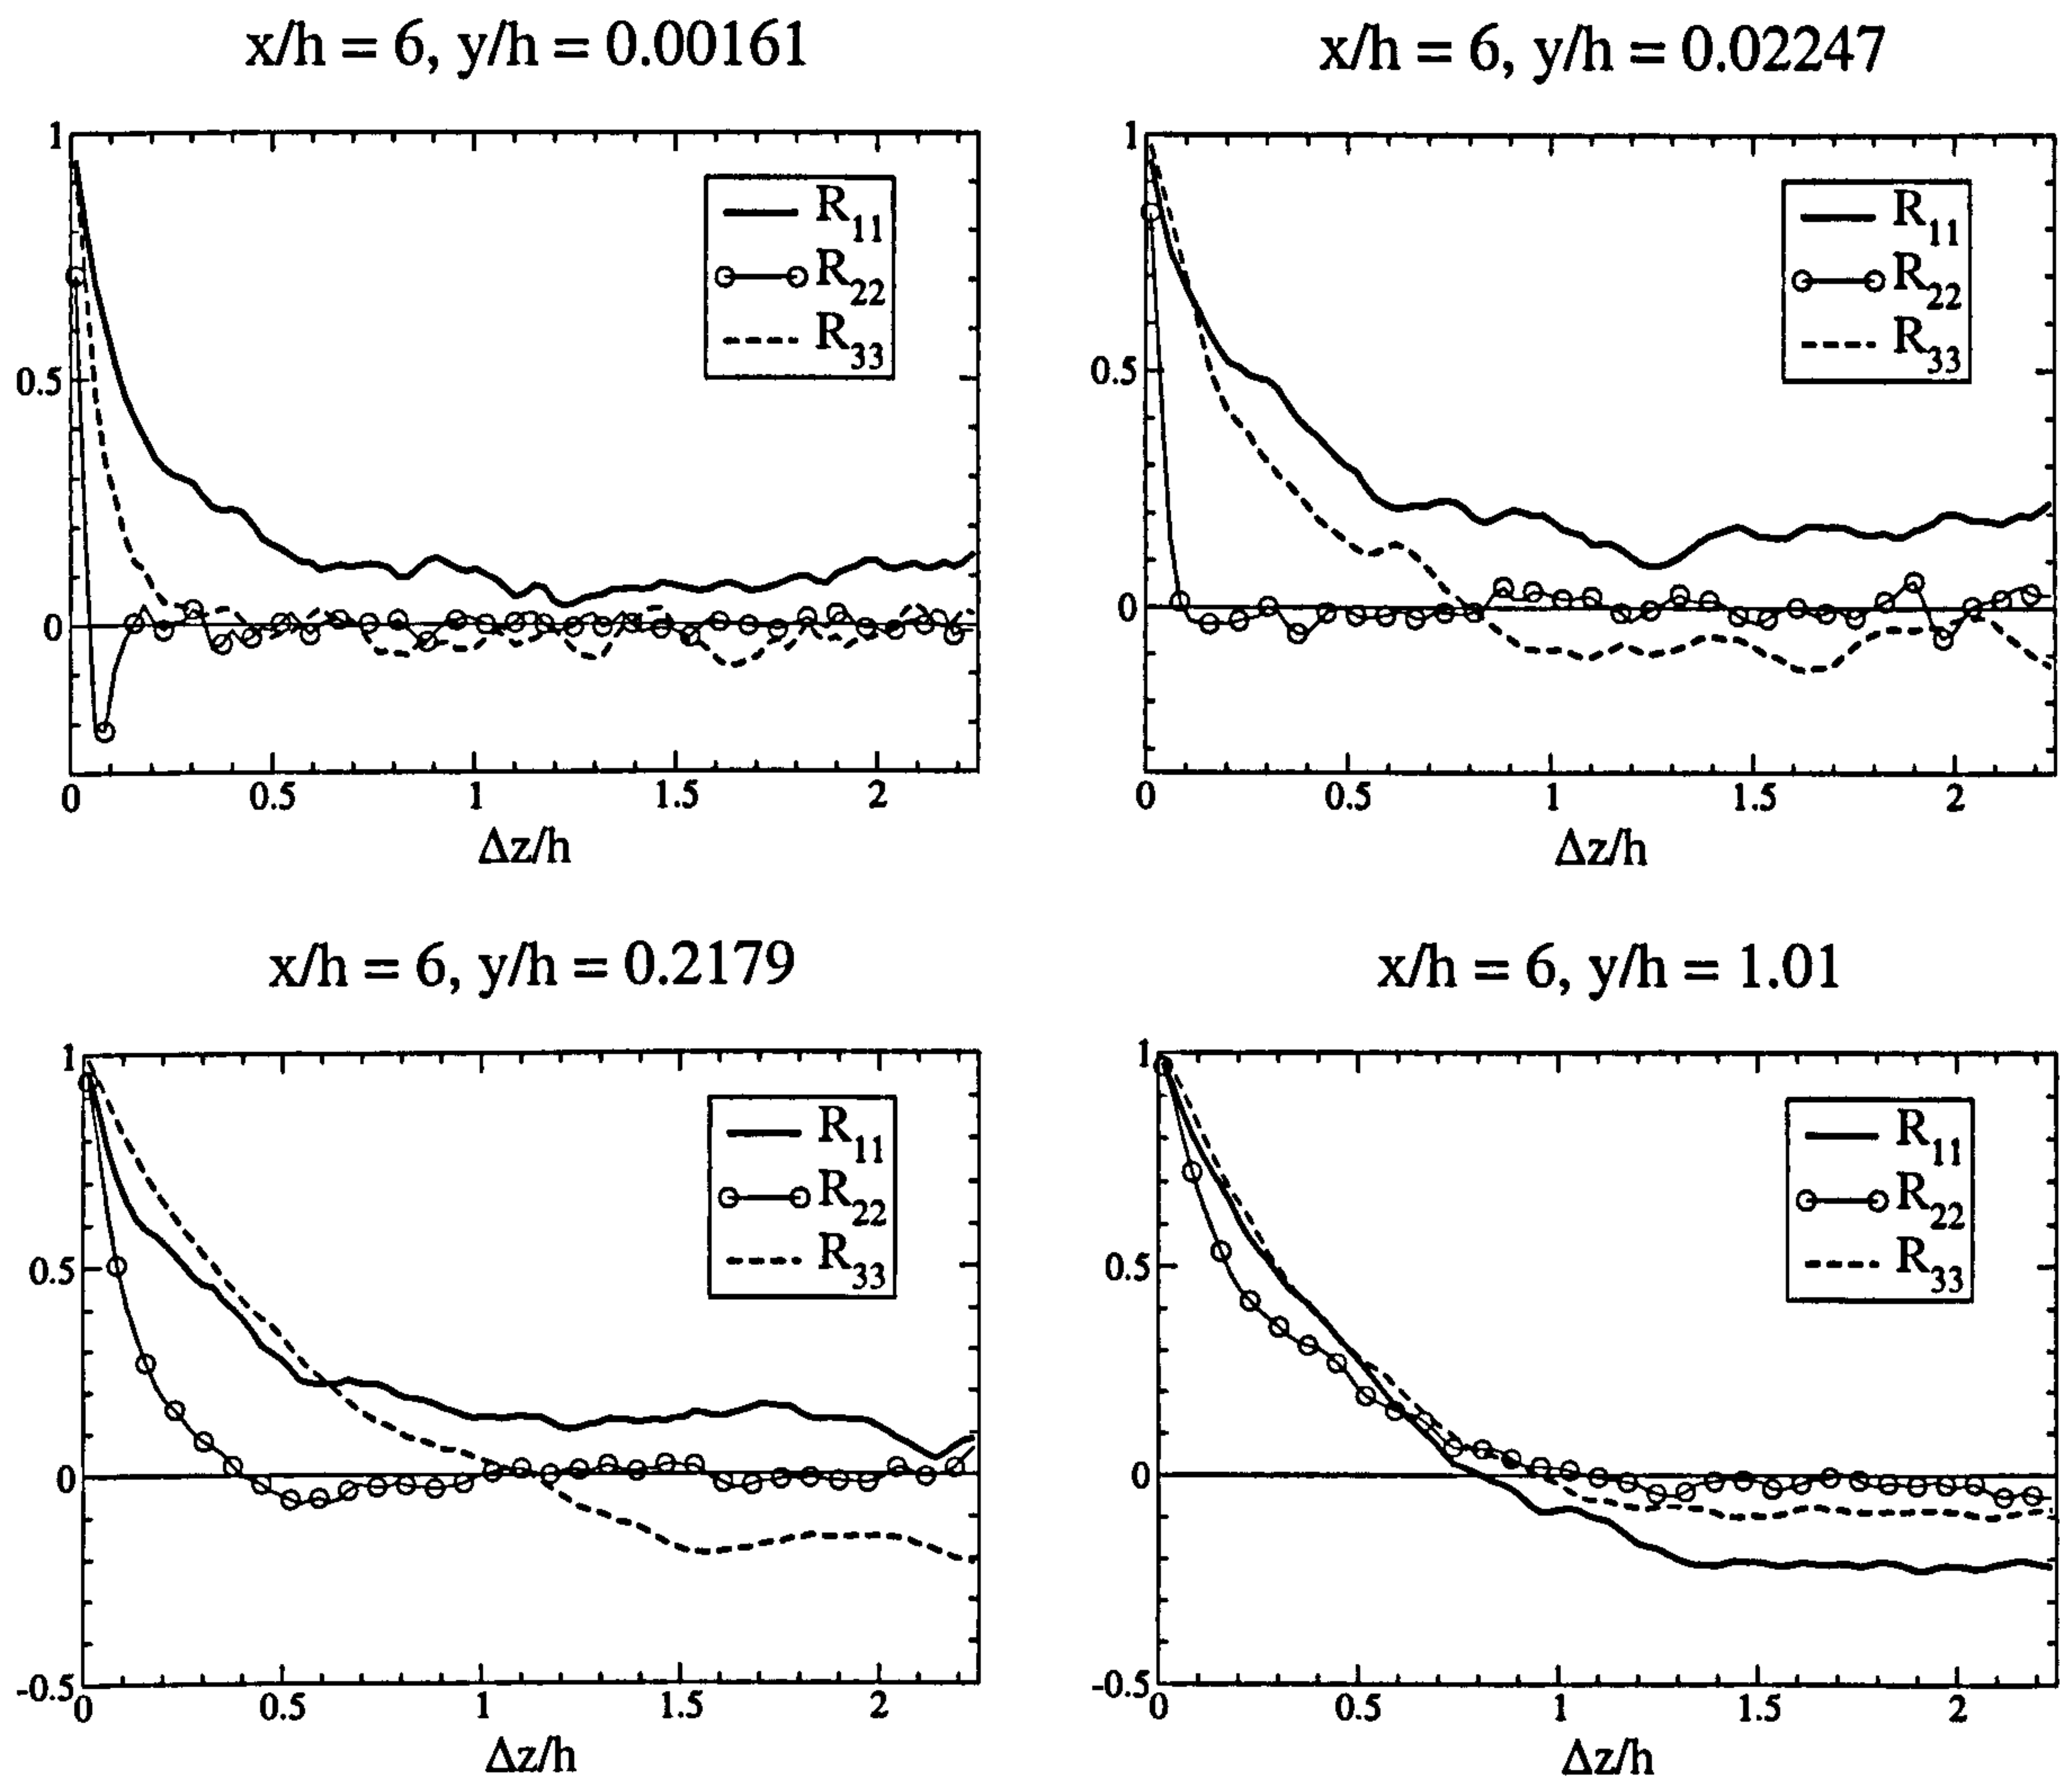 x/h = 6, y/h = 0.00161
1
0.5
0
R11
R22
R33
0 0.5 1 1.5 2
Δz/h
x/h = 6, y/h = 0.02247
1
0.5
0
R11
R22
R33
0 0.5 1 1.5 2
Δz/h
x/h = 6, y/h = 0.2179
1
0.5
0
-0.5
R11
R22
R33
0 0.5 1 1.5 2
Δz/h
x/h = 6, y/h = 1.01
1
0.5
0
-0.5
R11
R22
R33
0 0.5 1 1.5 2
Δz/h